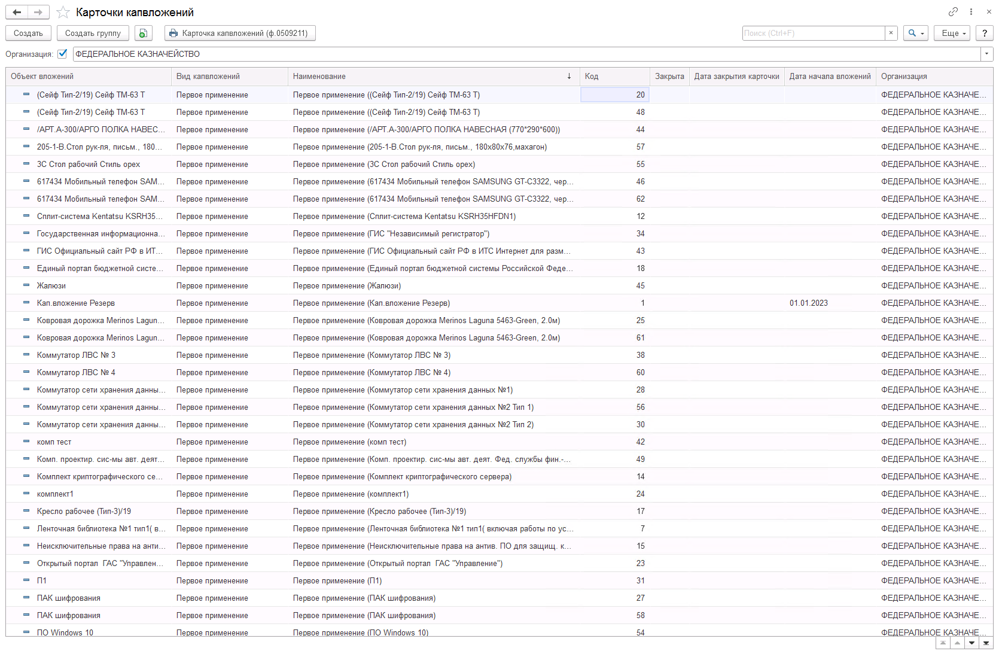 Карточки капвложений
Создать Создать группу Карточка капвложений (ф.0509211) Поиск (Ctrl+F) × Еще ?
Организация: ФЕДЕРАЛЬНОЕ КАЗНАЧЕЙСТВО
Объект вложений Вид капвложений Наименование ↓ Код Закрыта Дата закрытия карточки Дата начала вложений Организация
(Сейф Тип-2/19) Сейф ТМ-63 Т Первое применение Первое применение ((Сейф Тип-2/19) Сейф ТМ-63 Т) 20 ФЕДЕРАЛЬНОЕ КАЗНАЧЕ...
(Сейф Тип-2/19) Сейф ТМ-63 Т Первое применение Первое применение ((Сейф Тип-2/19) Сейф ТМ-63 Т) 48 ФЕДЕРАЛЬНОЕ КАЗНАЧЕ...
/АРТ.А-300/АРГО ПОЛКА НАВЕС... Первое применение Первое применение (/АРТ.А-300/АРГО ПОЛКА НАВЕСНАЯ (770*290*600)) 44 ФЕДЕРАЛЬНОЕ КАЗНАЧЕ...
205-1-В.Стол рук-ля, письм., 180... Первое применение Первое применение (205-1-В.Стол рук-ля, письм., 180х80х76,махагон) 57 ФЕДЕРАЛЬНОЕ КАЗНАЧЕ...
3С Стол рабочий Стиль орех Первое применение Первое применение (3С Стол рабочий Стиль орех) 55 ФЕДЕРАЛЬНОЕ КАЗНАЧЕ...
617434 Мобильный телефон SAM... Первое применение Первое применение (617434 Мобильный телефон SAMSUNG GT-C3322, чер... 46 ФЕДЕРАЛЬНОЕ КАЗНАЧЕ...
617434 Мобильный телефон SAM... Первое применение Первое применение (617434 Мобильный телефон SAMSUNG GT-C3322, чер... 62 ФЕДЕРАЛЬНОЕ КАЗНАЧЕ...
Сплит-система Kentatsu KSRH35... Первое применение Первое применение (Сплит-система Kentatsu KSRH35HFDN1) 12 ФЕДЕРАЛЬНОЕ КАЗНАЧЕ...
Государственная информационна... Первое применение Первое применение (ГИС "Независимый регистратор") 34 ФЕДЕРАЛЬНОЕ КАЗНАЧЕ...
ГИС Официальный сайт РФ в ИТ... Первое применение Первое применение (ГИС Официальный сайт РФ в ИТС Интернет для разм... 43 ФЕДЕРАЛЬНОЕ КАЗНАЧЕ...
Единый портал бюджетной систе... Первое применение Первое применение (Единый портал бюджетной системы Российской Феде... 18 ФЕДЕРАЛЬНОЕ КАЗНАЧЕ...
Жалюзи Первое применение Первое применение (Жалюзи) 45 ФЕДЕРАЛЬНОЕ КАЗНАЧЕ...
Кап.вложение Резерв Первое применение Первое применение (Кап.вложение Резерв) 1 01.01.2023 ФЕДЕРАЛЬНОЕ КАЗНАЧЕ...
Ковровая дорожка Merinos Lagun... Первое применение Первое применение (Ковровая дорожка Merinos Laguna 5463-Green, 2.0м) 25 ФЕДЕРАЛЬНОЕ КАЗНАЧЕ...
Ковровая дорожка Merinos Lagun... Первое применение Первое применение (Ковровая дорожка Merinos Laguna 5463-Green, 2.0м) 61 ФЕДЕРАЛЬНОЕ КАЗНАЧЕ...
Коммутатор ЛВС № 3 Первое применение Первое применение (Коммутатор ЛВС № 3) 38 ФЕДЕРАЛЬНОЕ КАЗНАЧЕ...
Коммутатор ЛВС № 4 Первое применение Первое применение (Коммутатор ЛВС № 4) 60 ФЕДЕРАЛЬНОЕ КАЗНАЧЕ...
Коммутатор сети хранения данны... Первое применение Первое применение (Коммутатор сети хранения данных №1) 28 ФЕДЕРАЛЬНОЕ КАЗНАЧЕ...
Коммутатор сети хранения данны... Первое применение Первое применение (Коммутатор сети хранения данных №2 Тип 1) 56 ФЕДЕРАЛЬНОЕ КАЗНАЧЕ...
Коммутатор сети хранения данны... Первое применение Первое применение (Коммутатор сети хранения данных №2 Тип 2) 30 ФЕДЕРАЛЬНОЕ КАЗНАЧЕ...
комп тест Первое применение Первое применение (комп тест) 42 ФЕДЕРАЛЬНОЕ КАЗНАЧЕ...
Комп. проектир. сис-мы авт. деят... Первое применение Первое применение (Комп. проектир. сис-мы авт. деят. Фед. службы фин.-... 49 ФЕДЕРАЛЬНОЕ КАЗНАЧЕ...
Комплект криптографического се... Первое применение Первое применение (Комплект криптографического сервера) 14 ФЕДЕРАЛЬНОЕ КАЗНАЧЕ...
комплект1 Первое применение Первое применение (комплект1) 24 ФЕДЕРАЛЬНОЕ КАЗНАЧЕ...
Кресло рабочее (Тип-3)/19 Первое применение Первое применение (Кресло рабочее (Тип-3)/19) 17 ФЕДЕРАЛЬНОЕ КАЗНАЧЕ...
Ленточная библиотека №1 тип1( в... Первое применение Первое применение (Ленточная библиотека №1 тип1( включая работы по ус... 7 ФЕДЕРАЛЬНОЕ КАЗНАЧЕ...
Неисключительные права на анти... Первое применение Первое применение (Неисключительные права на антив. ПО для защищ. к... 15 ФЕДЕРАЛЬНОЕ КАЗНАЧЕ...
Открытый портал ГАС "Управлен... Первое применение Первое применение (Открытый портал ГАС "Управление") 23 ФЕДЕРАЛЬНОЕ КАЗНАЧЕ...
П1 Первое применение Первое применение (П1) 31 ФЕДЕРАЛЬНОЕ КАЗНАЧЕ...
ПАК шифрования Первое применение Первое применение (ПАК шифрования) 27 ФЕДЕРАЛЬНОЕ КАЗНАЧЕ...
ПАК шифрования Первое применение Первое применение (ПАК шифрования) 58 ФЕДЕРАЛЬНОЕ КАЗНАЧЕ...
ПО Windows 10 Первое применение Первое применение (ПО Windows 10) 54 ФЕДЕРАЛЬНОЕ КАЗНАЧЕ...